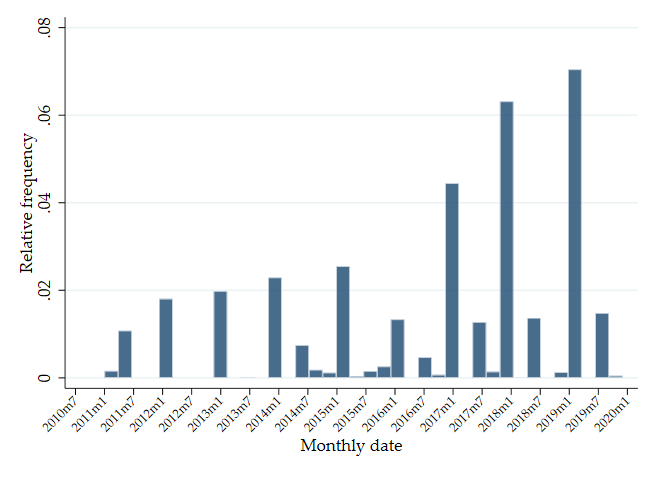 .08
.06
.04
.02
0
Relative frequency
2010m7
2011m1
2011m7
2012m1
2012m7
2013m1
2013m7
2014m1
2014m7
2015m1
2015m7
2016m1
2016m7
2017m1
2017m7
2018m1
2018m7
2019m1
2019m7
2020m1
Monthly date